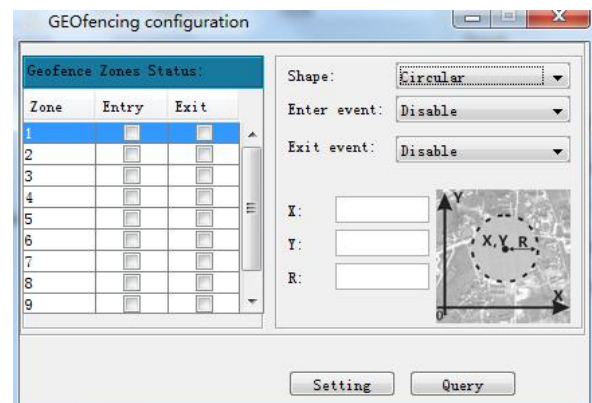 GEOfencing configuration
Geofence Zones Status:
Zone Entry Exit
1
2
3
4
5
6
7
8
9
Shape: Circular
Enter event: Disable
Exit event: Disable
X:
Y:
R:
Y
X,Y R
X
0
Setting Query